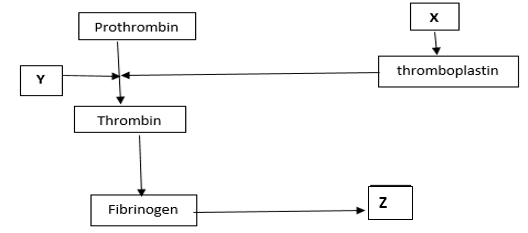 X
Prothrombin
thromboplastin
Y
Thrombin
Fibrinogen
Z